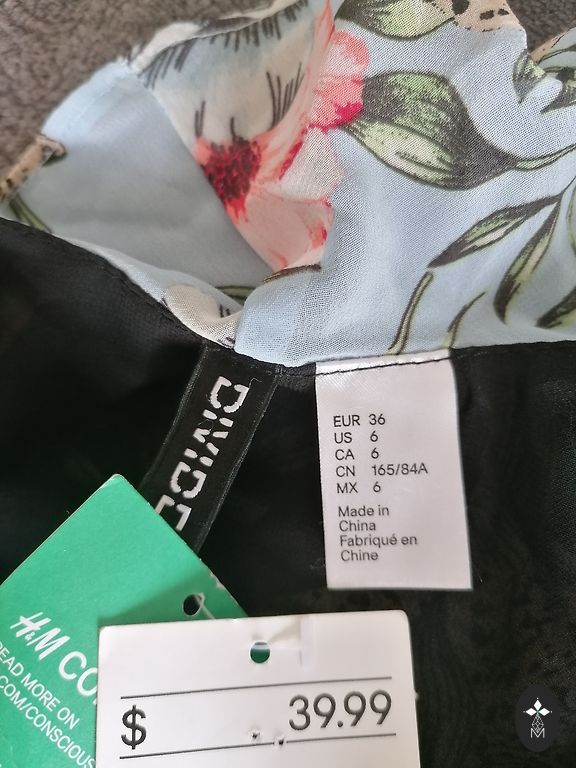 DIVIDED
EUR 36
US 6
CA 6
CN 165/84A
MX 6
Made in
China
Fabriqué en
Chine
H&M CO
READ MORE ON
.COM/CONSCIOUS
$ 39.99
M